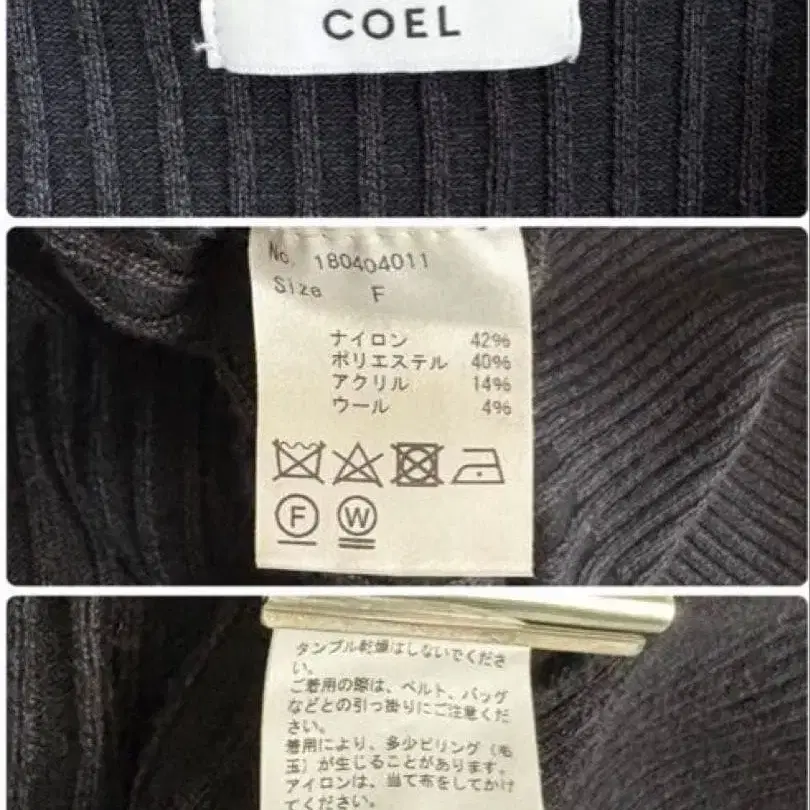 COEL
No. 180404011
Size F
ナイロン 42%
ポリエステル 40%
アクリル 14%
ウール 4%
F W
タンブル乾燥はしないでくださ
い。
ご着用の際は、ベルト、バッグ
などとの引っ掛りにご注意くだ
さい。
着用により、多少ピリング（毛
玉）が生じることがあります。
アイロンは、当て布をしてかけ
てください。